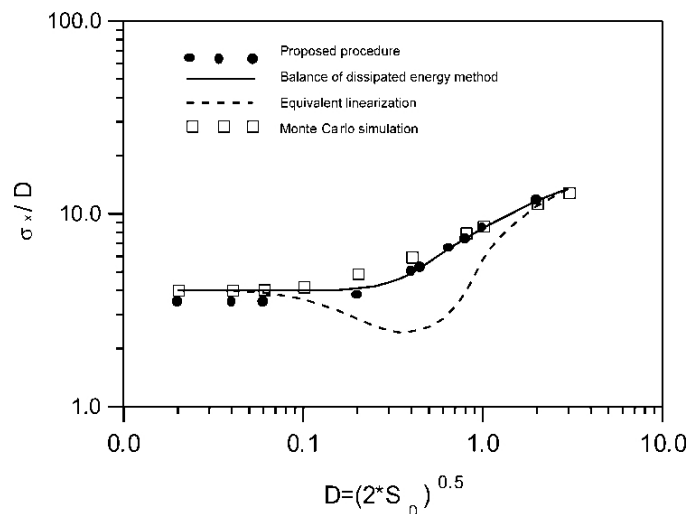 100.0
Proposed procedure
Balance of dissipated energy method
Equivalent linearization
Monte Carlo simulation
σx / D
10.0
1.0
0.0 0.1 1.0 10.0
D=(2*S0)0.5